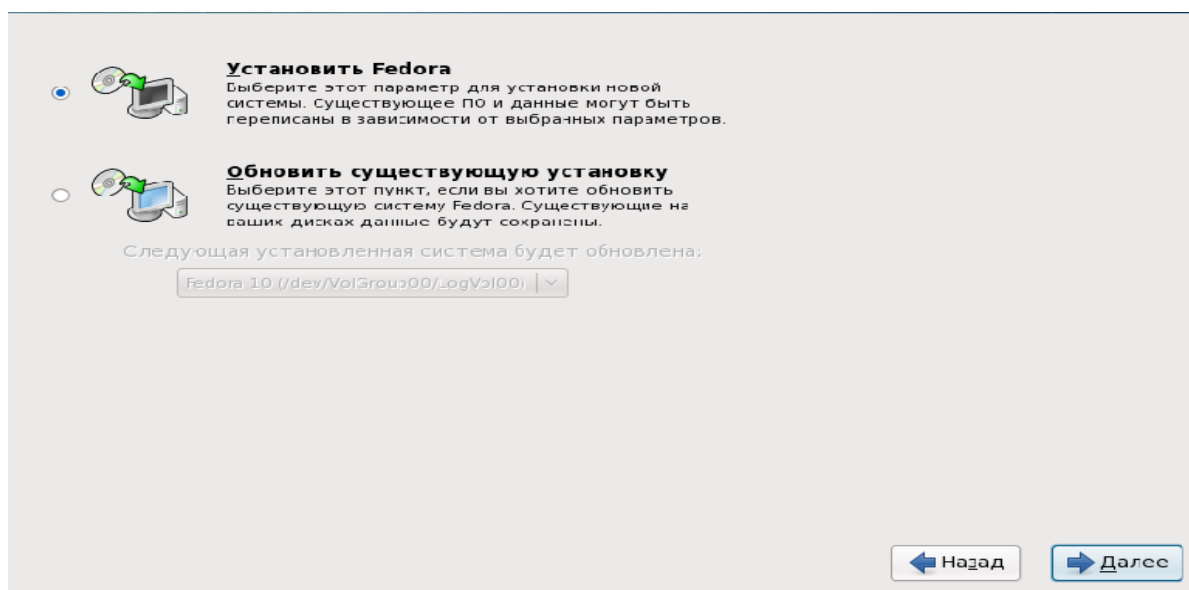 Установить Fedora
Выберите этот параметр для установки новой
системы. Существующее ПО и данные могут быть
переписаны в зависимости от выбранных параметров.
Обновить существующую установку
Выберите этот пункт, если вы хотите обновить
существующую систему Fedora. Существующие на
ваших дисках данные будут сохранены.
Следующая установленная система будет обновлена:
Fedora 10 (/dev/VolGroup00/LogVol00)
Назад
Далее